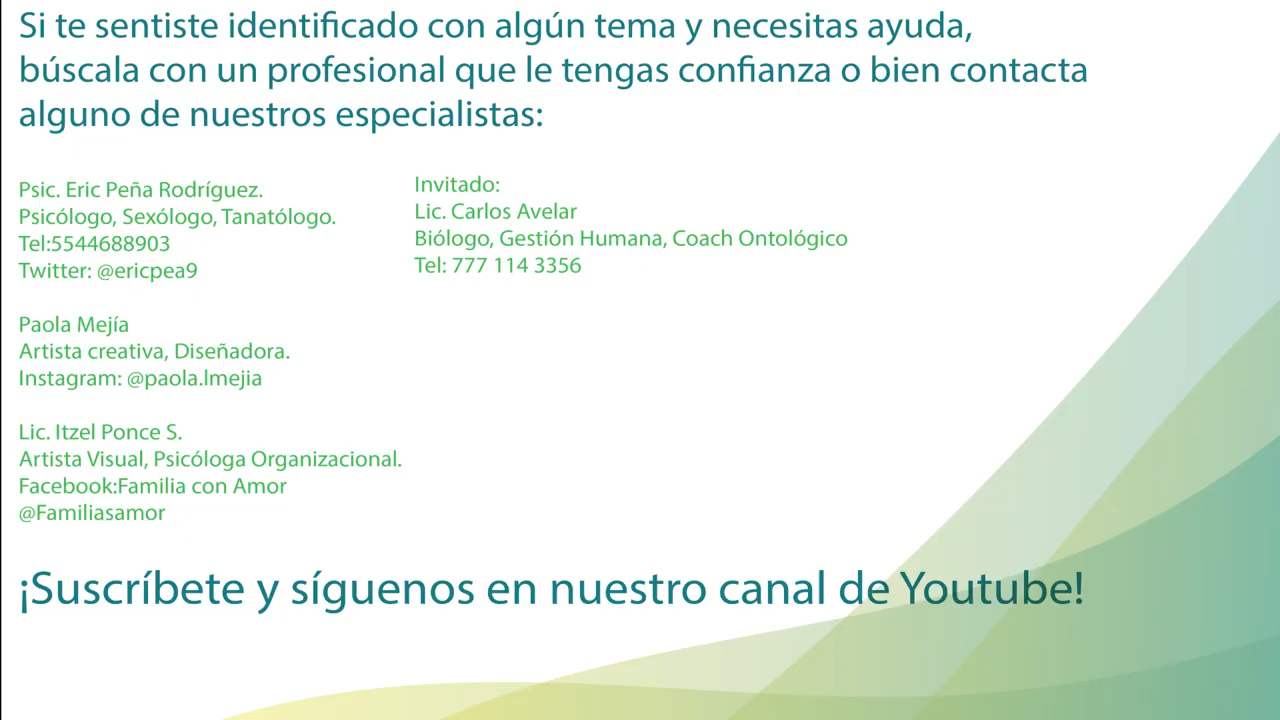 Si te sentiste identificado con algún tema y necesitas ayuda,
búscala con un profesional que le tengas confianza o bien contacta
alguno de nuestros especialistas:
Psic. Eric Peña Rodríguez.
Psicólogo, Sexólogo, Tanatólogo.
Tel:5544688903
Twitter: @ericpea9
Paola Mejía
Artista creativa, Diseñadora.
Instagram: @paola.lmejia
Lic. Itzel Ponce S.
Artista Visual, Psicóloga Organizacional.
Facebook:Familia con Amor
@Familiasamor
Invitado:
Lic. Carlos Avelar
Biólogo, Gestión Humana, Coach Ontológico
Tel: 777 114 3356
¡Suscríbete y síguenos en nuestro canal de Youtube!